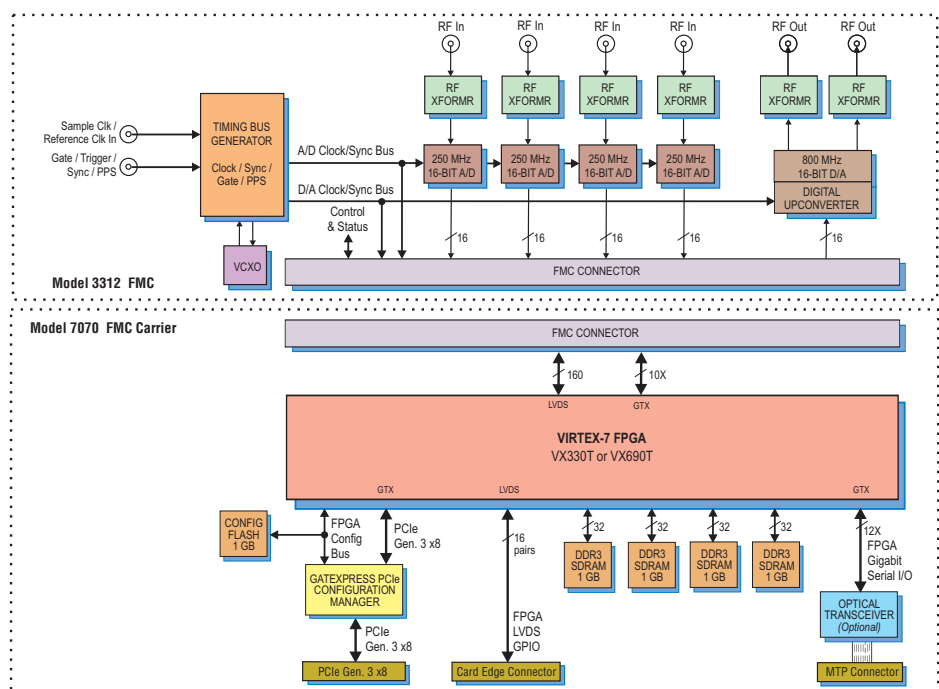 RF In
RF In
RF In
RF In
RF Out
RF Out
RF
XFORMR
RF
XFORMR
RF
XFORMR
RF
XFORMR
RF
XFORMR
RF
XFORMR
Sample Clk /
Reference Clk In
Gate / Trigger /
Sync / PPS
TIMING BUS
GENERATOR
Clock / Sync /
Gate / PPS
A/D Clock/Sync Bus
D/A Clock/Sync Bus
250 MHz
16-BIT A/D
250 MHz
16-BIT A/D
250 MHz
16-BIT A/D
250 MHz
16-BIT A/D
800 MHz
16-BIT D/A
DIGITAL
UPCONVERTER
Control
& Status
16
16
16
16
16
VCXO
FMC CONNECTOR
Model 3312 FMC
Model 7070 FMC Carrier
FMC CONNECTOR
160
10X
LVDS
GTX
VIRTEX-7 FPGA
VX330T or VX690T
GTX
LVDS
GTX
CONFIG
FLASH
1 GB
FPGA
Config
Bus
PCIe
Gen. 3 x8
16
pairs
32
32
32
32
12X
FPGA
Gigabit
Serial I/O
DDR3
SDRAM
1 GB
DDR3
SDRAM
1 GB
DDR3
SDRAM
1 GB
DDR3
SDRAM
1 GB
GATEXPRESS PCIe
CONFIGURATION
MANAGER
OPTICAL
TRANSCEIVER
(Optional)
PCIe
Gen. 3 x8
FPGA
LVDS
GPIO
PCIe Gen. 3 x8
Card Edge Connector
MTP Connector